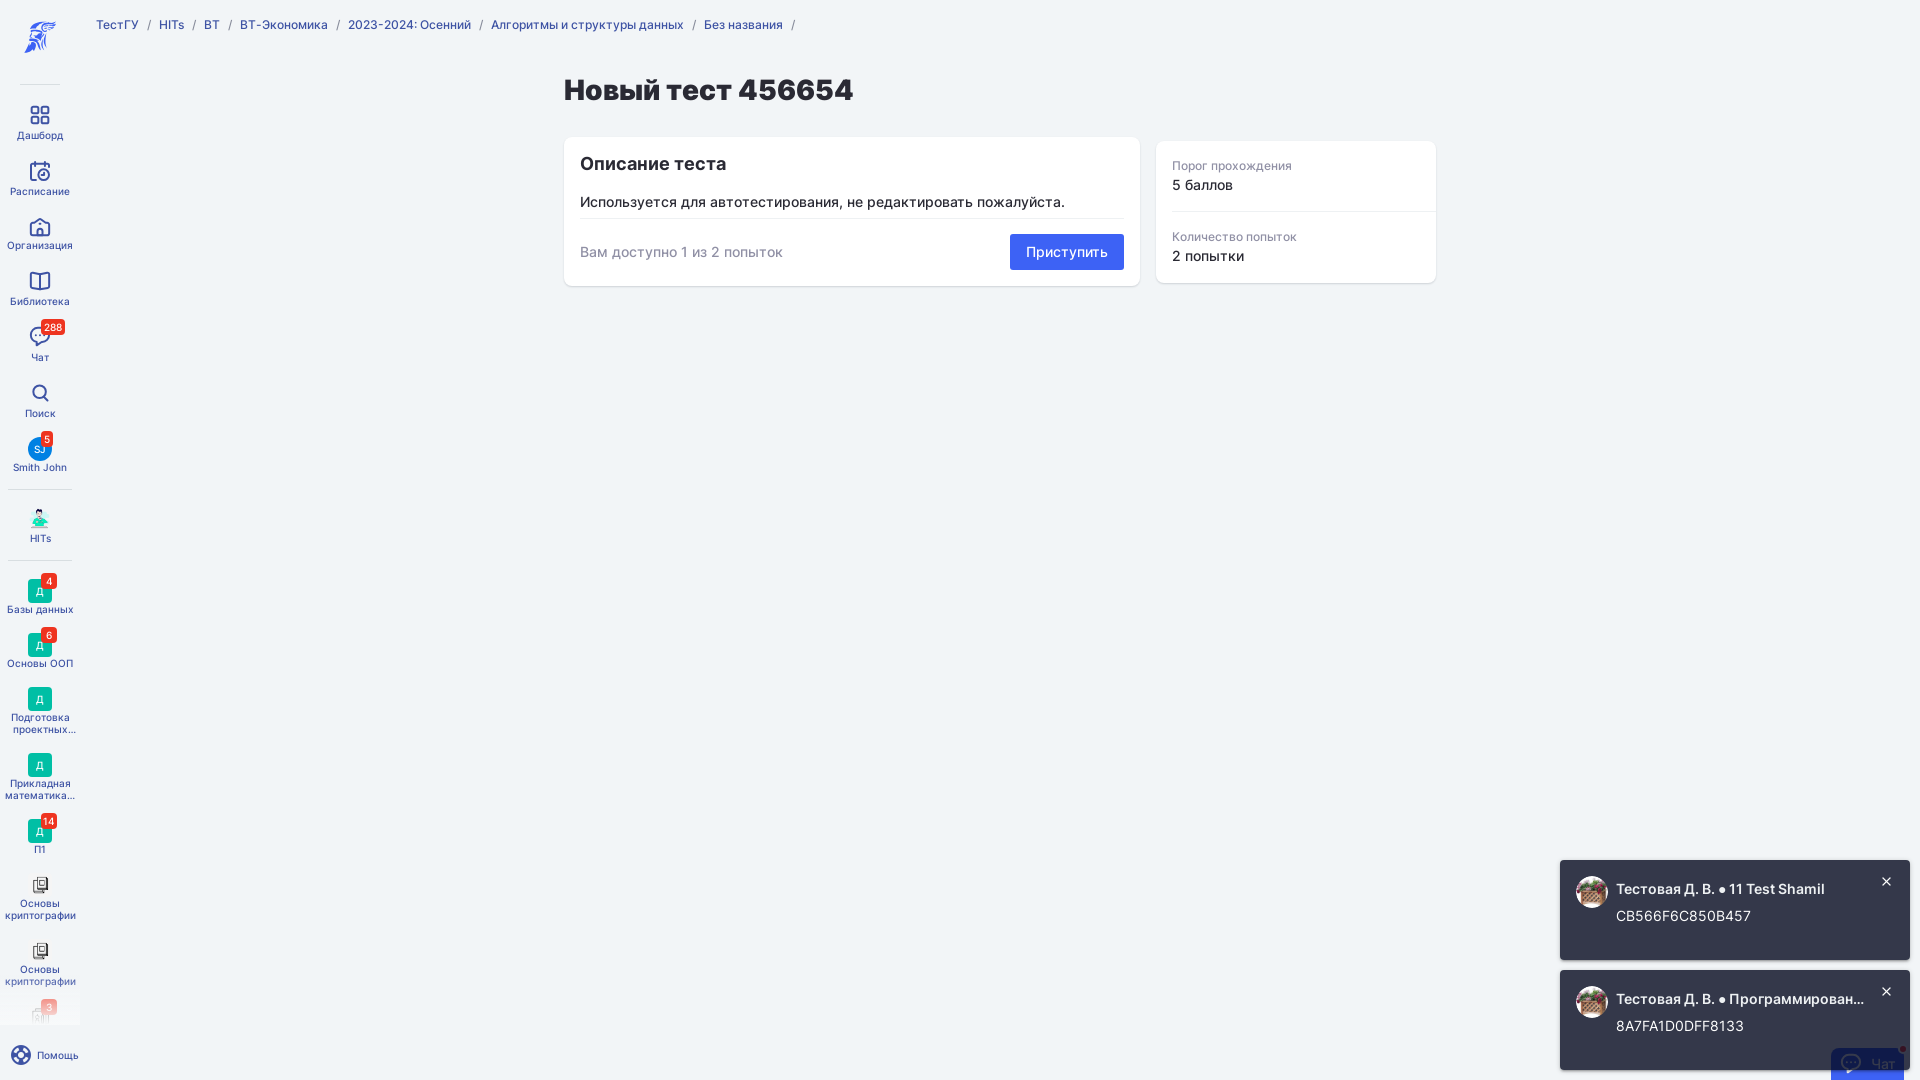 ТестГУ / HITs / ВТ / ВТ-Экономика / 2023-2024: Осенний / Алгоритмы и структуры данных / Без названия /
Новый тест 456654
Описание теста
Используется для автотестирования, не редактировать пожалуйста.
Вам доступно 1 из 2 попыток
Приступить
Порог прохождения
5 баллов
Количество попыток
2 попытки
Дашборд
Расписание
Организация
Библиотека
288
Чат
Поиск
5
SJ
Smith John
HITs
4
Д
Базы данных
6
Д
Основы ООП
Д
Подготовка
проектных...
Д
Прикладная
математика...
14
Д
П1
Основы
криптографии
Основы
криптографии
3
Помощь
Тестовая Д. В. ● 11 Test Shamil
CB566F6C850B457
Тестовая Д. В. ● Программирован...
8A7FA1D0DFF8133
Чат